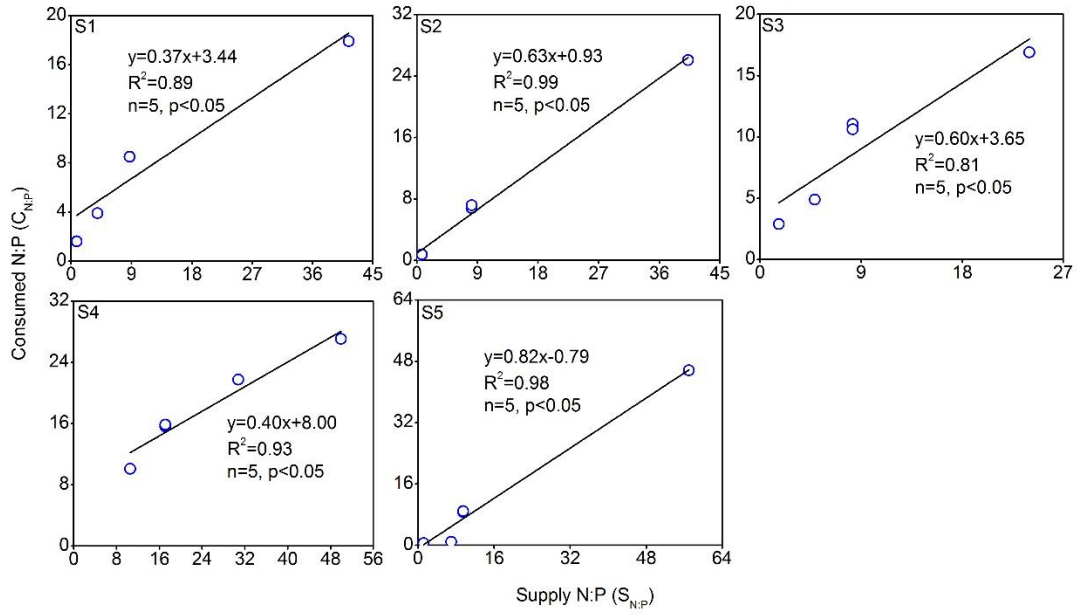 20
S1
16
12
8
4
0
0 9 18 27 36 45
y=0.37x+3.44
R²=0.89
n=5, p<0.05
32
S2
24
16
8
0
0 9 18 27 36 45
y=0.63x+0.93
R²=0.99
n=5, p<0.05
20
S3
15
10
5
0
0 9 18 27
y=0.60x+3.65
R²=0.81
n=5, p<0.05
Consumed N:P (C_N:P)
32
S4
24
16
8
0
0 8 16 24 32 40 48 56
y=0.40x+8.00
R²=0.93
n=5, p<0.05
64
S5
48
32
16
0
0 16 32 48 64
y=0.82x-0.79
R²=0.98
n=5, p<0.05
Supply N:P (S_N:P)